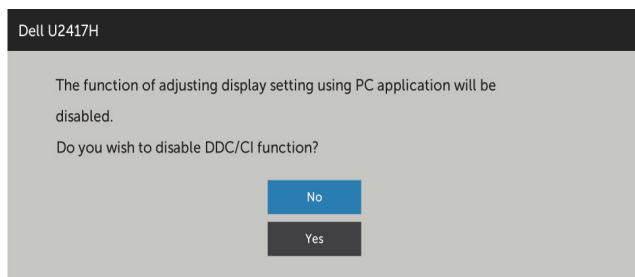 Dell U2417H
The function of adjusting display setting using PC application will be
disabled.
Do you wish to disable DDC/CI function?
No
Yes